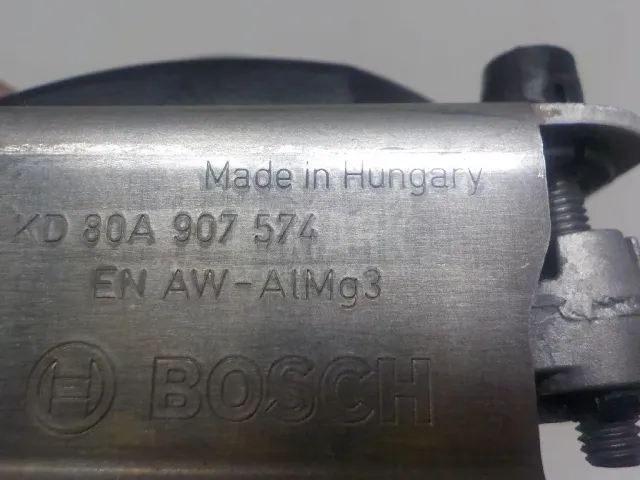 Made in Hungary
KD 80A 907 574
EN AW-AlMg3
BOSCH